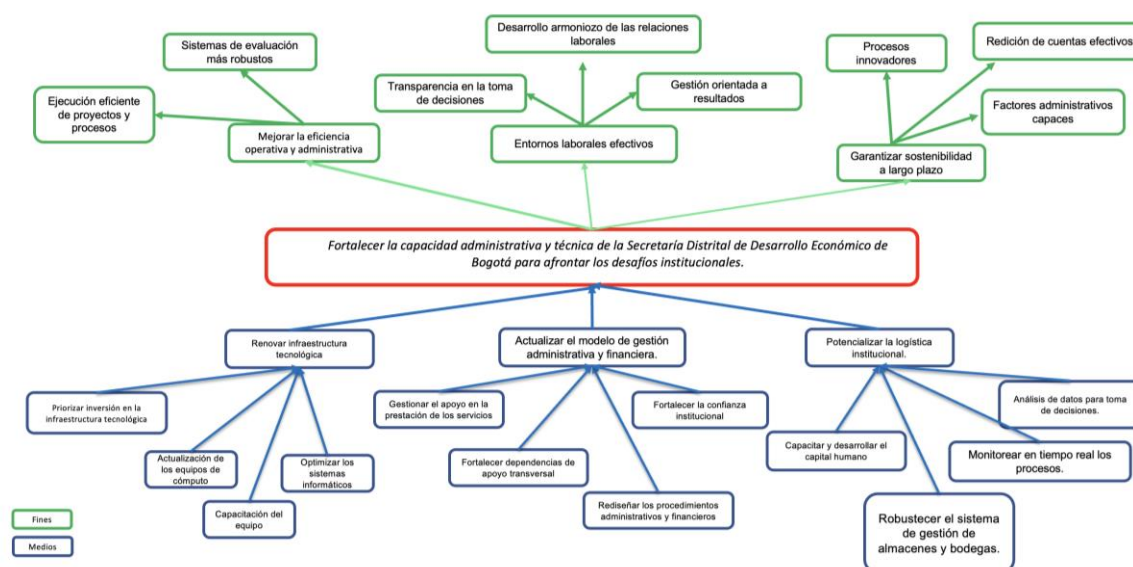 Desarrollo armoniozo de las relaciones
laborales
Sistemas de evaluación
más robustos
Procesos
innovadores
Redición de cuentas efectivos
Transparencia en la toma
de decisiones
Gestión orientada a
resultados
Ejecución eficiente
de proyectos y
procesos
Factores administrativos
capaces
Mejorar la eficiencia
operativa y administrativa
Entornos laborales efectivos
Garantizar sostenibilidad
a largo plazo
Fortalecer la capacidad administrativa y técnica de la Secretaría Distrital de Desarrollo Económico de
Bogotá para afrontar los desafíos institucionales.
Renovar infraestructura
tecnológica
Actualizar el modelo de gestión
administrativa y financiera.
Potencializar la logística
institucional.
Priorizar inversión en la
infraestructura tecnológica
Gestionar el apoyo en la
prestación de los servicios
Fortalecer la confianza
institucional
Análisis de datos para toma
de decisiones.
Actualización de
los equipos de
cómputo
Optimizar los
sistemas informáticos
Fortalecer dependencias de
apoyo transversal
Capacitar y desarrollar el
capital humano
Monitorear en tiempo real los
procesos.
Capacitación del
equipo
Rediseñar los procedimientos
administrativos y financieros
Robustecer el sistema
de gestión de
almacenes y bodegas.
Fines
Medios